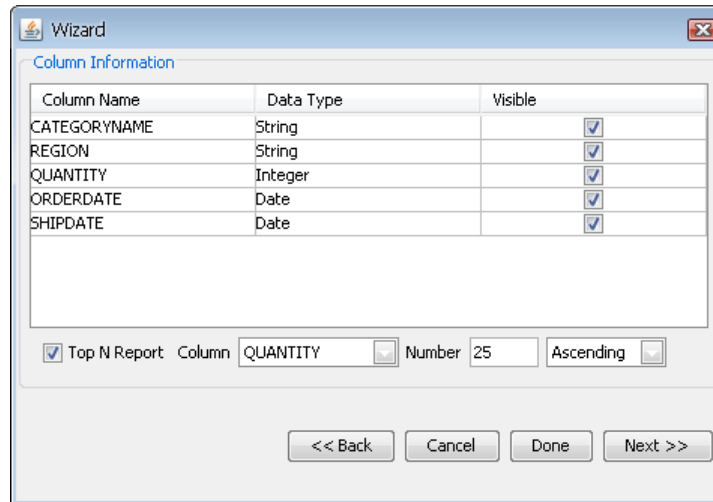 Wizard
Column Information
Column Name Data Type Visible
CATEGORYNAME String
REGION String
QUANTITY Integer
ORDERDATE Date
SHIPDATE Date
Top N Report Column QUANTITY Number 25 Ascending
<< Back Cancel Done Next >>